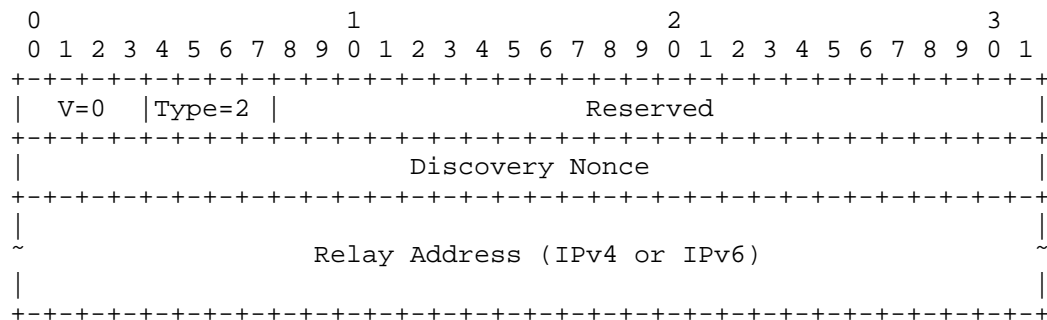 0                   1                   2                   3
 0 1 2 3 4 5 6 7 8 9 0 1 2 3 4 5 6 7 8 9 0 1 2 3 4 5 6 7 8 9 0 1
+-+-+-+-+-+-+-+-+-+-+-+-+-+-+-+-+-+-+-+-+-+-+-+-+-+-+-+-+-+-+-+-+
|  V=0  |Type=2 |                   Reserved                    |
+-+-+-+-+-+-+-+-+-+-+-+-+-+-+-+-+-+-+-+-+-+-+-+-+-+-+-+-+-+-+-+-+
|                        Discovery Nonce                        |
+-+-+-+-+-+-+-+-+-+-+-+-+-+-+-+-+-+-+-+-+-+-+-+-+-+-+-+-+-+-+-+-+
|                                                               |
~                  Relay Address (IPv4 or IPv6)                 ~
|                                                               |
+-+-+-+-+-+-+-+-+-+-+-+-+-+-+-+-+-+-+-+-+-+-+-+-+-+-+-+-+-+-+-+-+